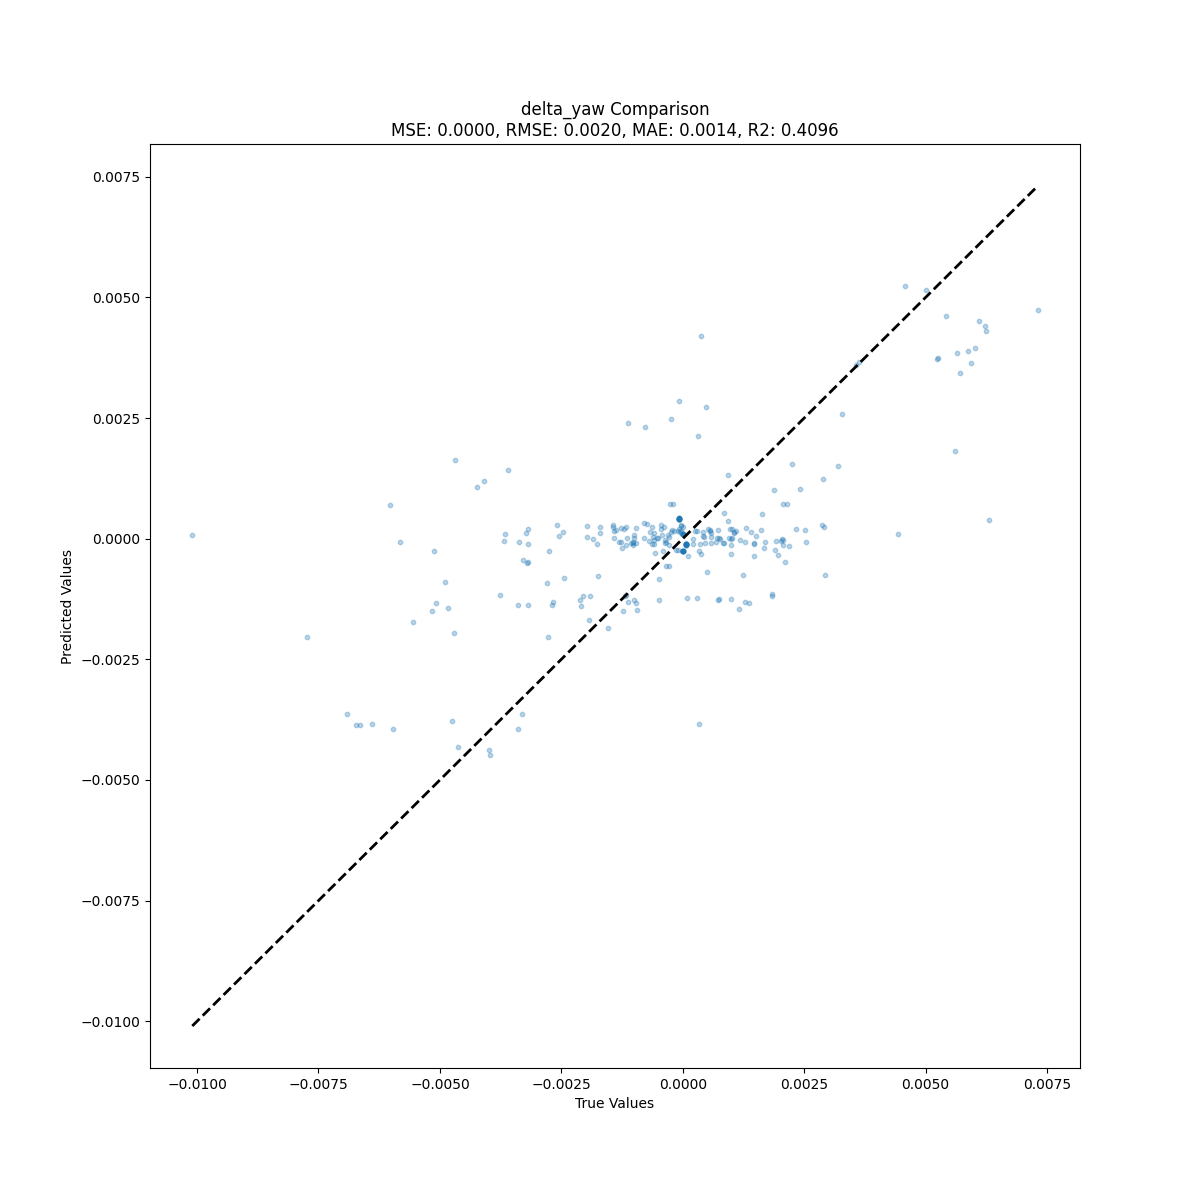 delta_yaw Comparison
MSE: 0.0000, RMSE: 0.0020, MAE: 0.0014, R2: 0.4096
0.0075
0.0050
0.0025
0.0000
−0.0025
−0.0050
−0.0075
−0.0100
Predicted Values
−0.0100 −0.0075 −0.0050 −0.0025 0.0000 0.0025 0.0050 0.0075
True Values